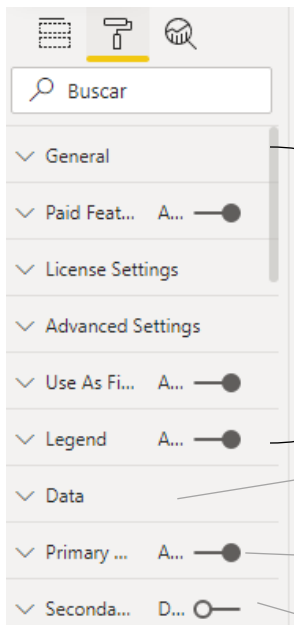 Buscar
General
Paid Feat... A...
License Settings
Advanced Settings
Use As Fi... A...
Legend A...
Data
Primary ... A...
Seconda... D...